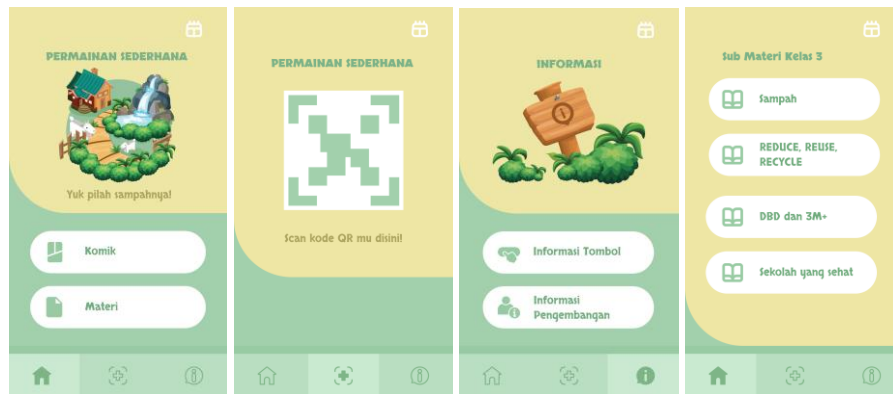 PERMAINAN SEDERHANA
Yuk pilah sampahnya!
Komik
Materi
PERMAINAN SEDERHANA
Scan kode QR mu disini!
INFORMASI
Informasi Tombol
Informasi
Pengembangan
Sub Materi Kelas 3
Sampah
REDUCE, REUSE,
RECYCLE
DBD dan 3M+
Sekolah yang sehat